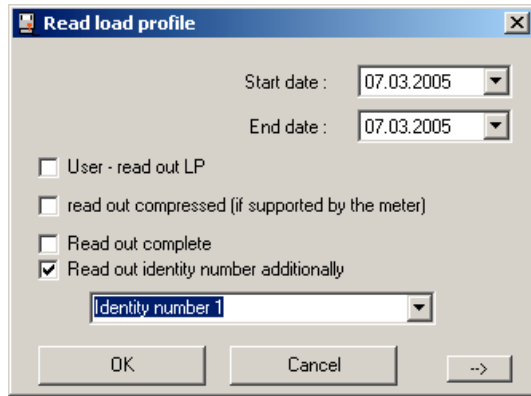 Read load profile
Start date : 07.03.2005
End date : 07.03.2005
User - read out LP
read out compressed (if supported by the meter)
Read out complete
Read out identity number additionally
Identity number 1
OK Cancel -->